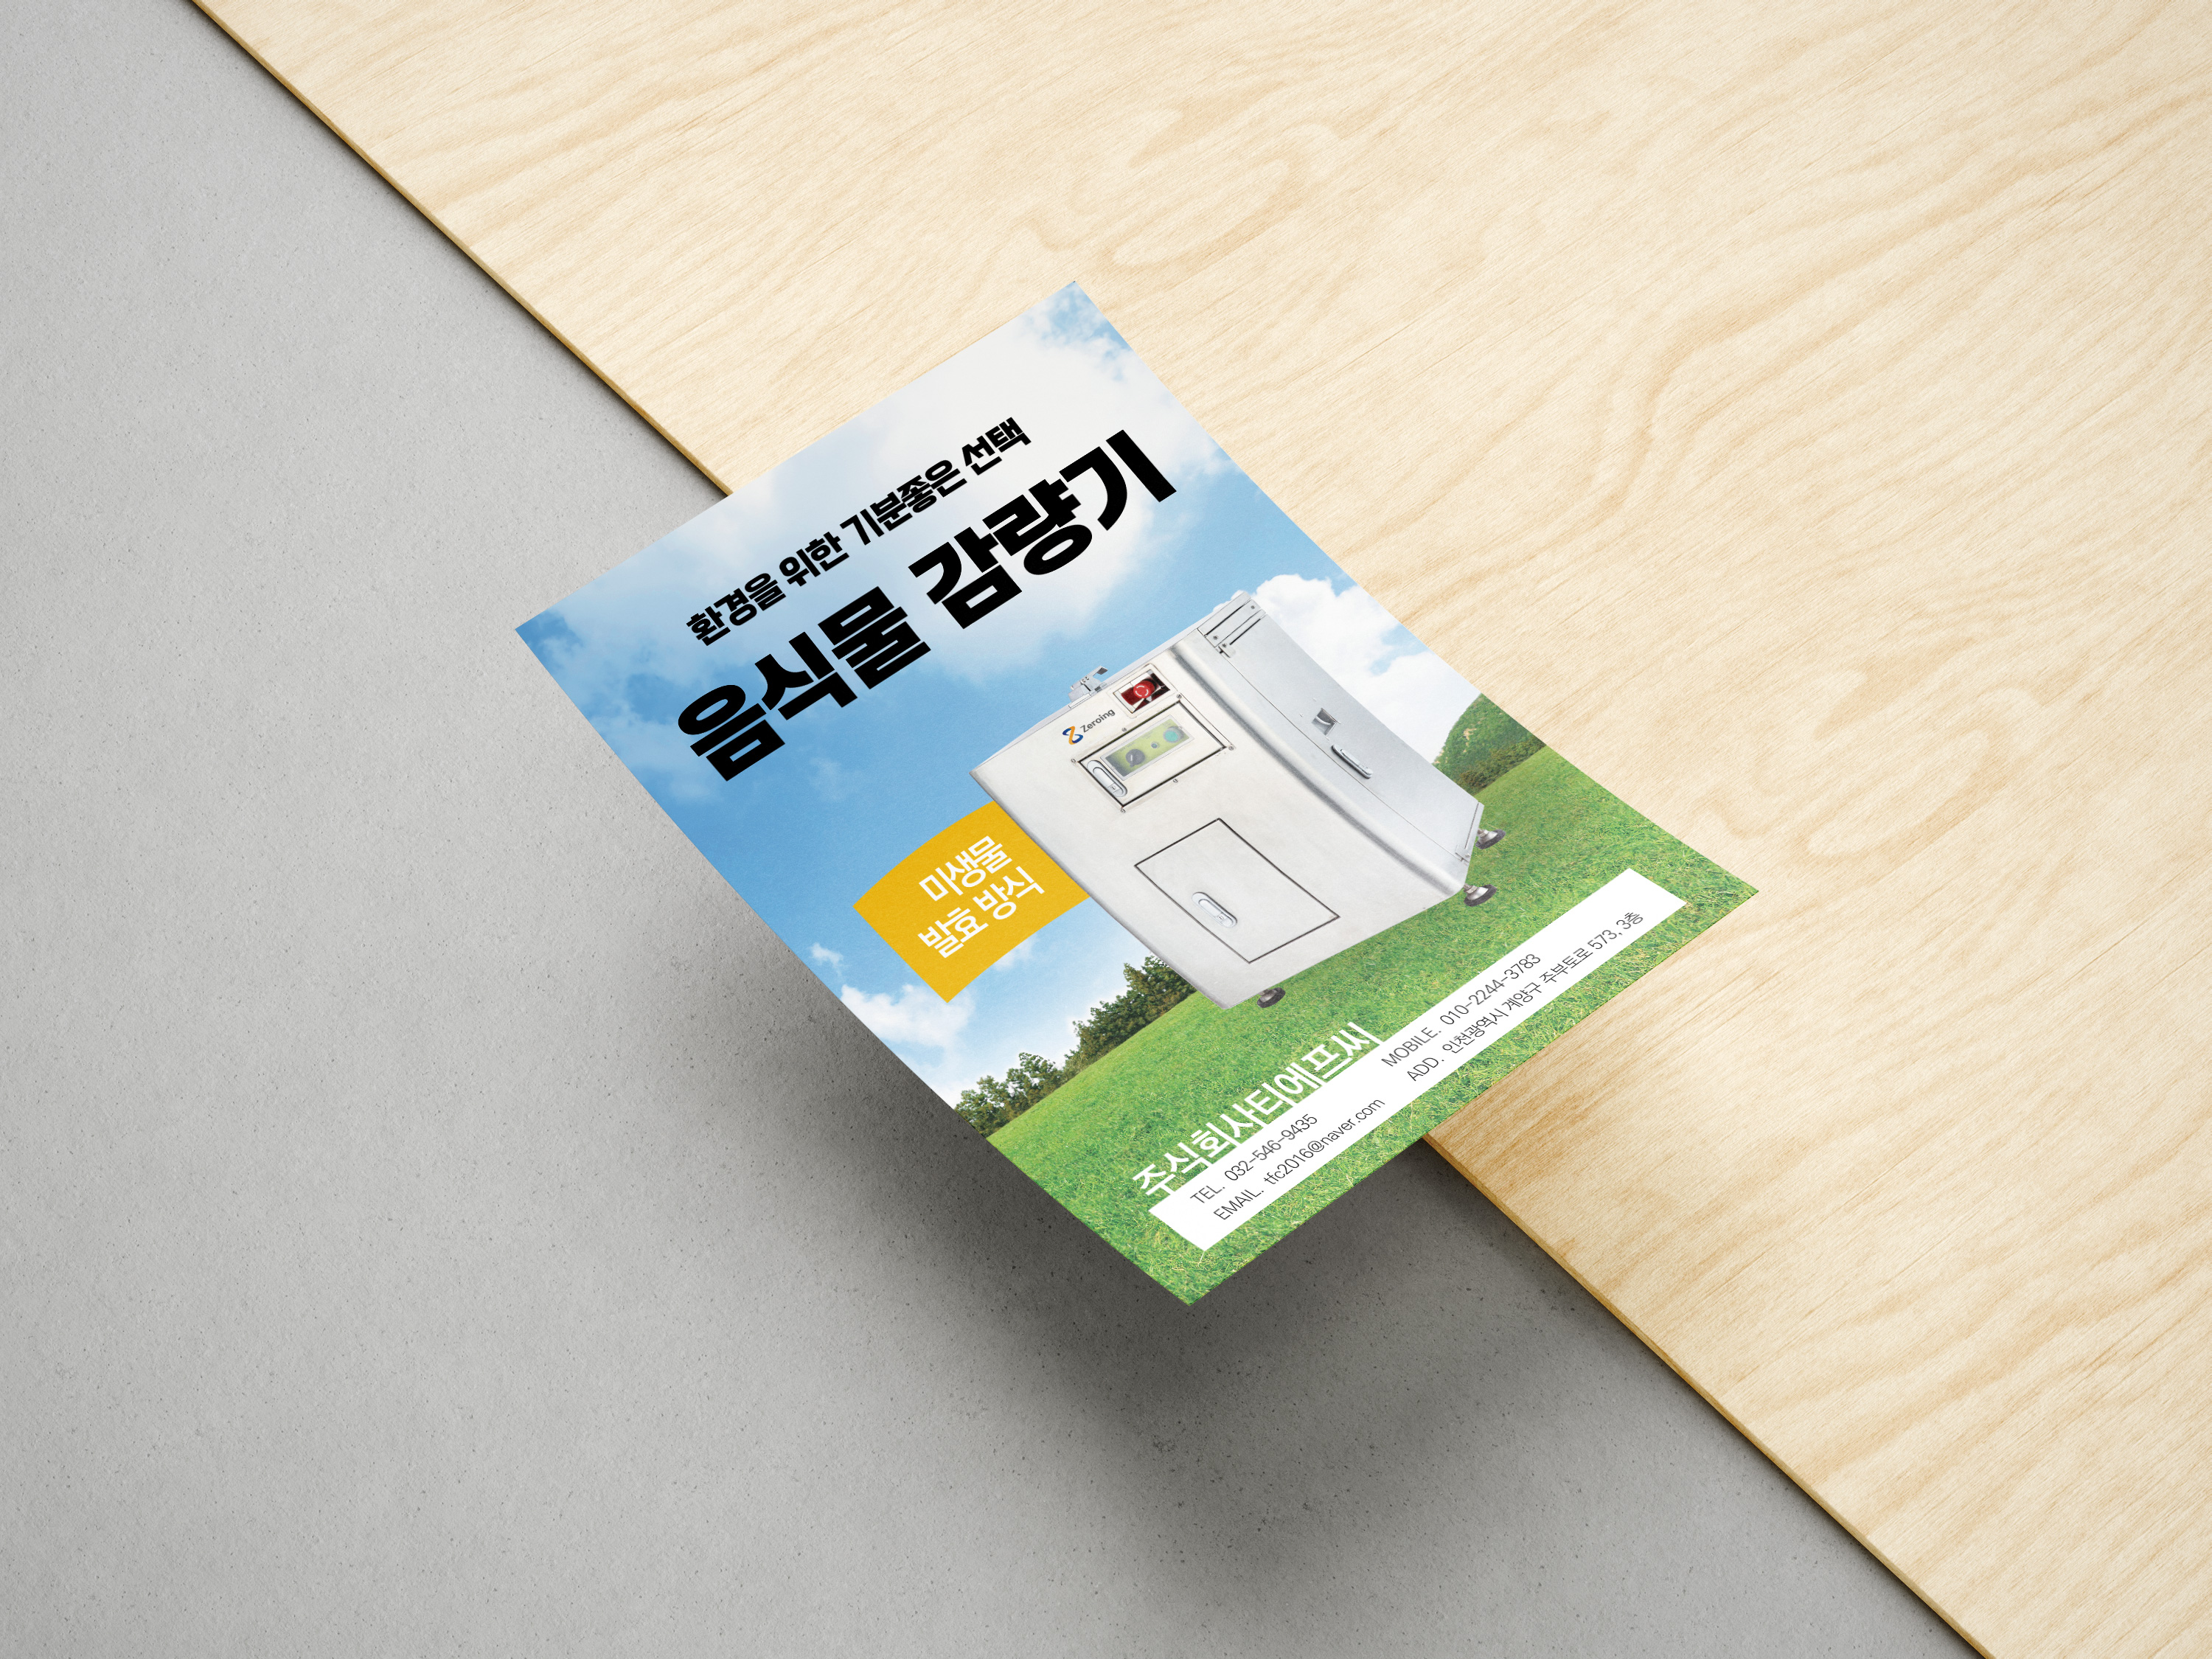 환경을 위한 기분좋은 선택
음식물 감량기
Zeroing
미생물
발효 방식
주식회사티에프씨
TEL. 032-546-9435 MOBILE. 010-2244-3783
EMAIL. tfc2016@naver.com ADD. 인천광역시 계양구 주부토로 573, 3층